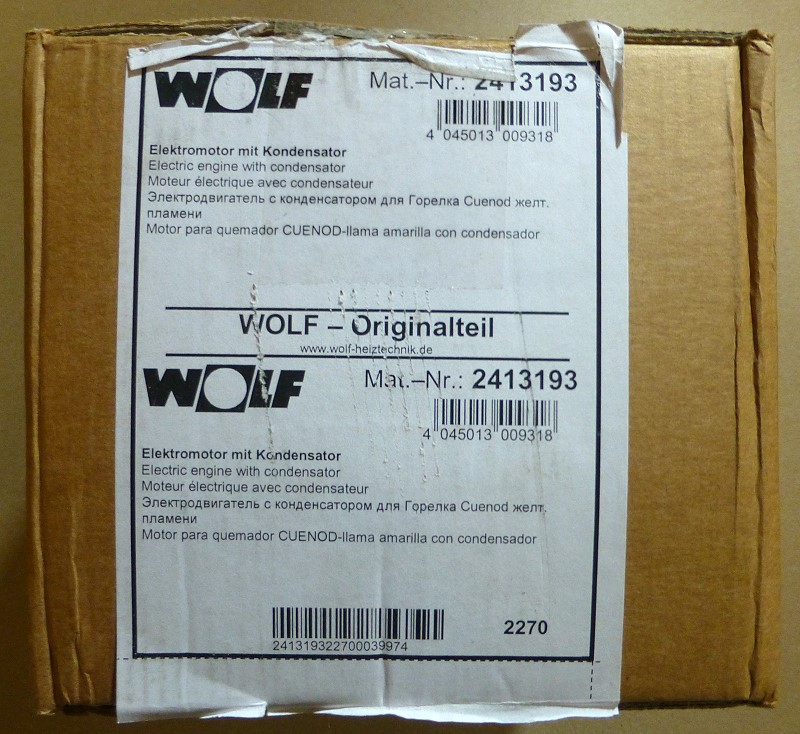 WOLF Mat.–Nr.: 2413193
4 045013 009318
Elektromotor mit Kondensator
Electric engine with condensator
Moteur électrique avec condensateur
Электродвигатель с конденсатором для Горелка Cuenod желт.
пламени
Motor para quemador CUENOD-llama amarilla con condensador
WOLF – Originalteil
www.wolf-heiztechnik.de
WOLF Mat.–Nr.: 2413193
4 045013 009318
Elektromotor mit Kondensator
Electric engine with condensator
Moteur électrique avec condensateur
Электродвигатель с конденсатором для Горелка Cuenod желт.
пламени
Motor para quemador CUENOD-llama amarilla con condensador
2270
241319322700039974